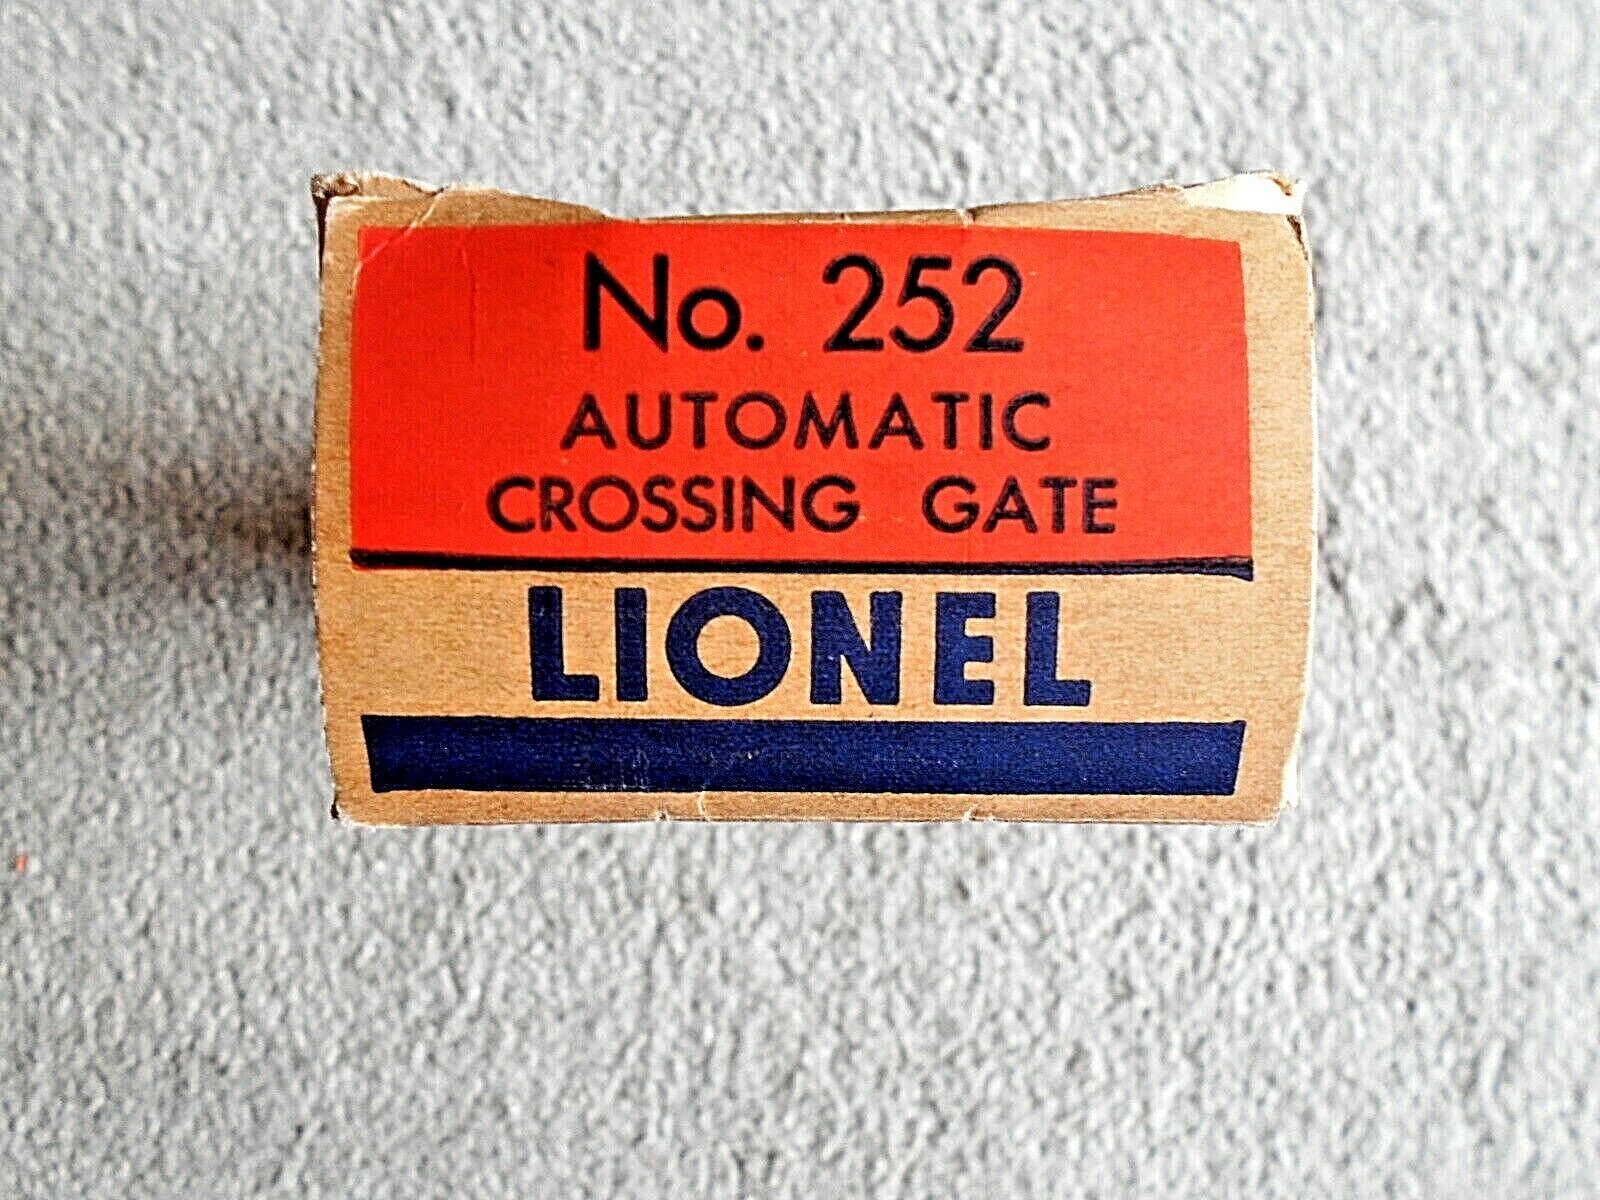 No. 252
AUTOMATIC
CROSSING GATE
LIONEL